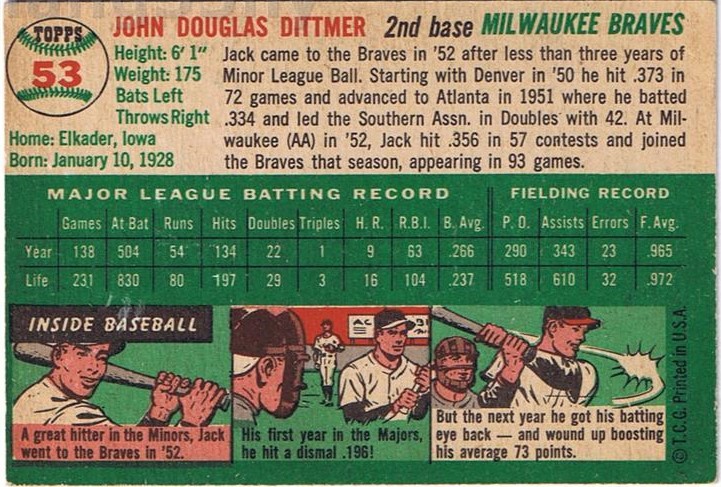 TOPPS
53
JOHN DOUGLAS DITTMER 2nd base MILWAUKEE BRAVES
Height: 6' 1"
Weight: 175
Bats Left
Throws Right
Home: Elkader, Iowa
Born: January 10, 1928
Jack came to the Braves in '52 after less than three years of
Minor League Ball. Starting with Denver in '50 he hit .373 in
72 games and advanced to Atlanta in 1951 where he batted
.334 and led the Southern Assn. in Doubles with 42. At Mil-
waukee (AA) in '52, Jack hit .356 in 57 contests and joined
the Braves that season, appearing in 93 games.
MAJOR LEAGUE BATTING RECORD FIELDING RECORD
Games At Bat Runs Hits Doubles Triples H. R. R.B.I. B. Avg. P. O. Assists Errors F. Avg.
Year 138 504 54 134 22 1 9 63 .266 290 343 23 .965
Life 231 830 80 197 29 3 16 104 .237 518 610 32 .972
INSIDE BASEBALL
A great hitter in the Minors, Jack
went to the Braves in '52.
His first year in the Majors,
he hit a dismal .196!
But the next year he got his batting
eye back — and wound up boosting
his average 73 points.
© T.C.G. Printed in U.S.A.